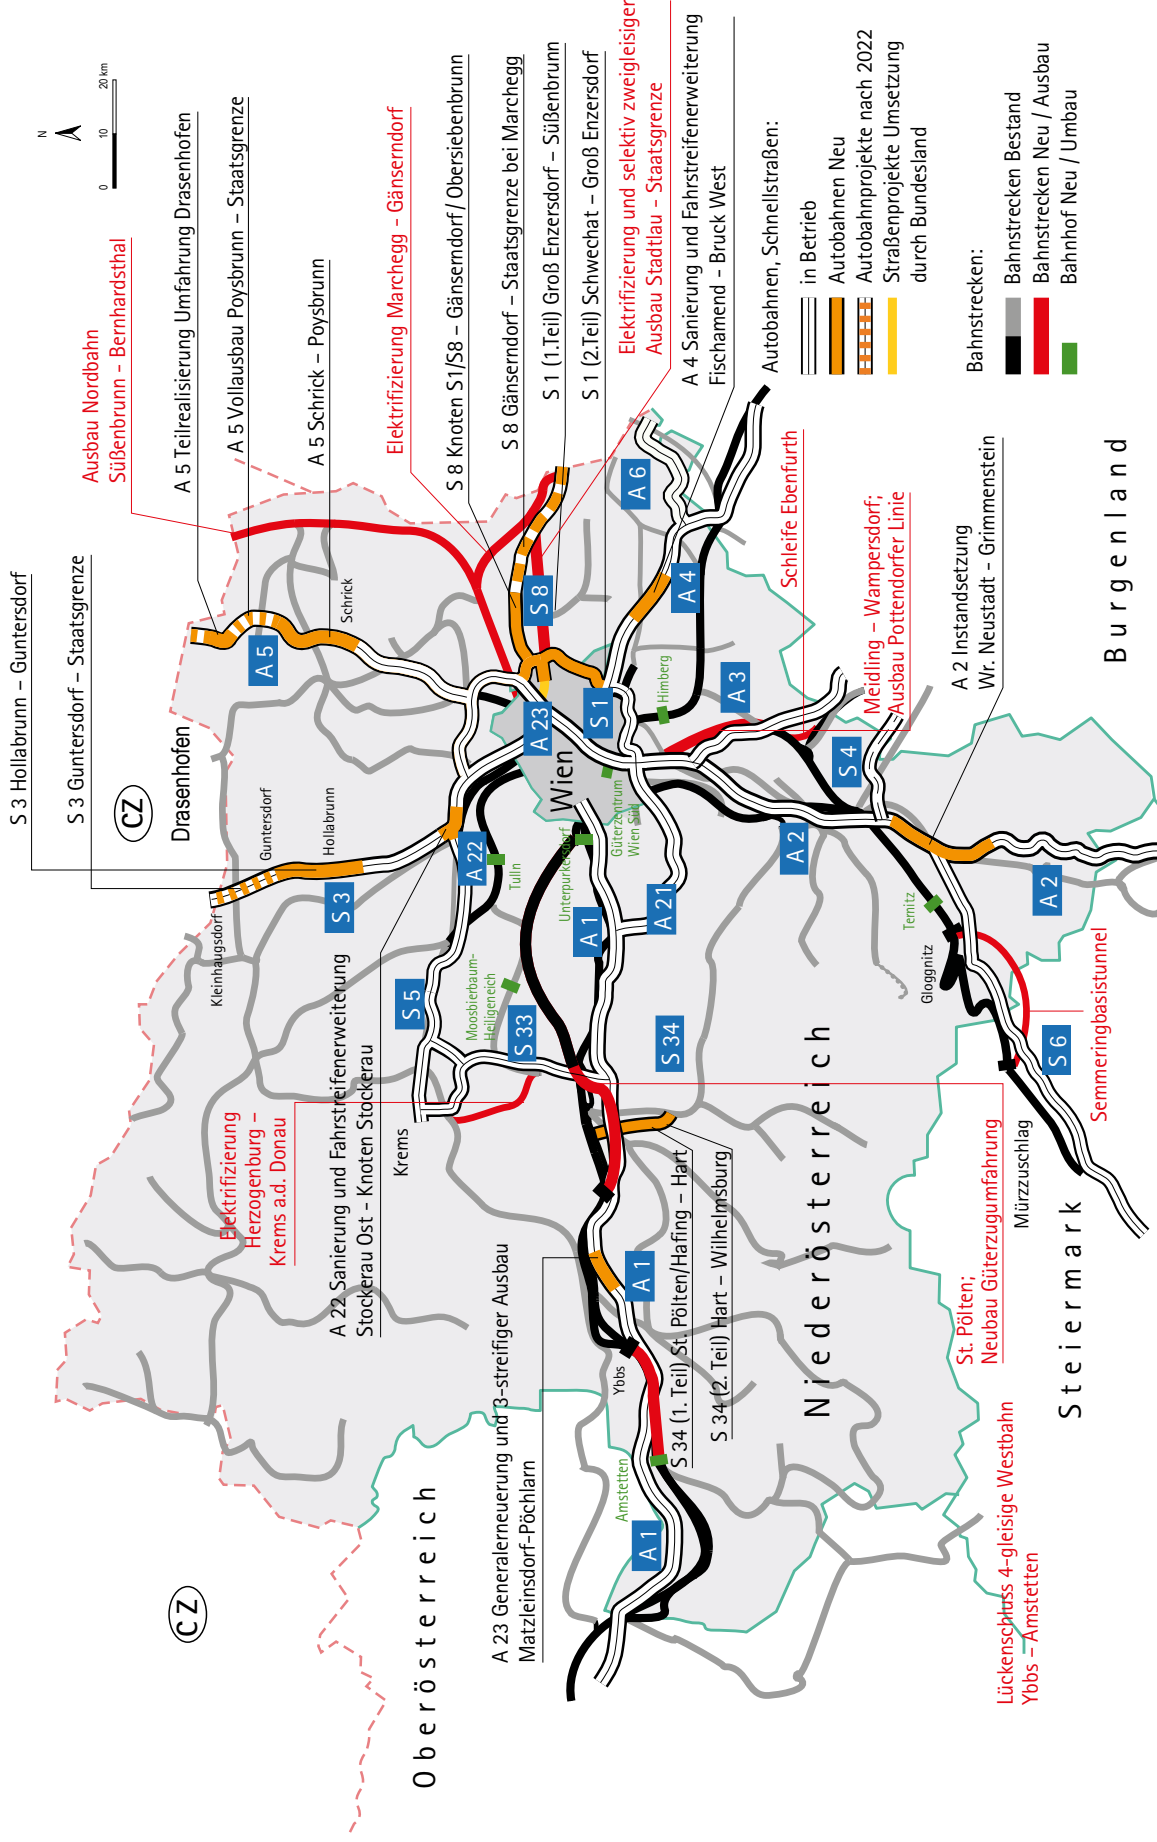 S 3 Hollabrunn – Guntersdorf
S 3 Guntersdorf – Staatsgrenze
Ausbau Nordbahn
Süßenbrunn – Bernhardsthal
A 5 Teilrealisierung Umfahrung Drasenhofen
A 5 Vollausbau Poysbrunn – Staatsgrenze
A 5 Schrick – Poysbrunn
Elektrifizierung Marchegg – Gänserndorf
S 8 Knoten S1/S8 – Gänserndorf / Obersiebenbrunn
S 8 Gänserndorf – Staatsgrenze bei Marchegg
S 1 (1.Teil) Groß Enzersdorf – Süßenbrunn
S 1 (2.Teil) Schwechat – Groß Enzersdorf
Elektrifizierung und selektiv zweigleisiger
Ausbau Stadtlau – Staatsgrenze
A 4 Sanierung und Fahrstreifenerweiterung
Fischamend - Bruck West
N
0
10
20 km
Autobahnen, Schnellstraßen:
in Betrieb
Autobahnen Neu
Autobahnprojekte nach 2022
Straßenprojekte Umsetzung
durch Bundesland
Bahnstrecken:
Bahnstrecken Bestand
Bahnstrecken Neu / Ausbau
Bahnhof Neu / Umbau
CZ
Drasenhofen
Guntersdorf
Hollabrunn
Schrick
Kleinhaugsdorf
S 3
A 5
A 22
A 23
S 8
S 1
A 6
A 4
A 3
S 4
A 2
A 2
A 21
A 1
S 5
S 33
S 34
S 6
A 1
A 1
Wien
Tulln
Unterpurkersdorf
Güterzentrum
Wien Süd
Himberg
Moosbierbaum-
Heiligeneich
Ternitz
Gloggnitz
Schleife Ebenfurth
Meidling – Wampersdorf;
Ausbau Pottendorfer Linie
A 2 Instandsetzung
Wr. Neustadt – Grimmenstein
Burgenland
A 22 Sanierung und Fahrstreifenerweiterung
Stockerau Ost – Knoten Stockerau
Elektrifizierung
Herzogenburg –
Krems a.d. Donau
Krems
A 23 Generalerneuerung und 3-streifiger Ausbau
Matzleinsdorf-Pöchlarn
S 34 (1. Teil) St. Pölten/Hafing – Hart
S 34 (2. Teil) Hart – Wilhelmsburg
Ybbs
Amstetten
Niederösterreich
Semmeringbasistunnel
Mürzzuschlag
St. Pölten;
Neubau Güterzugumfahrung
Steiermark
Lückenschluss 4-gleisige Westbahn
Ybbs – Amstetten
Oberösterreich
CZ